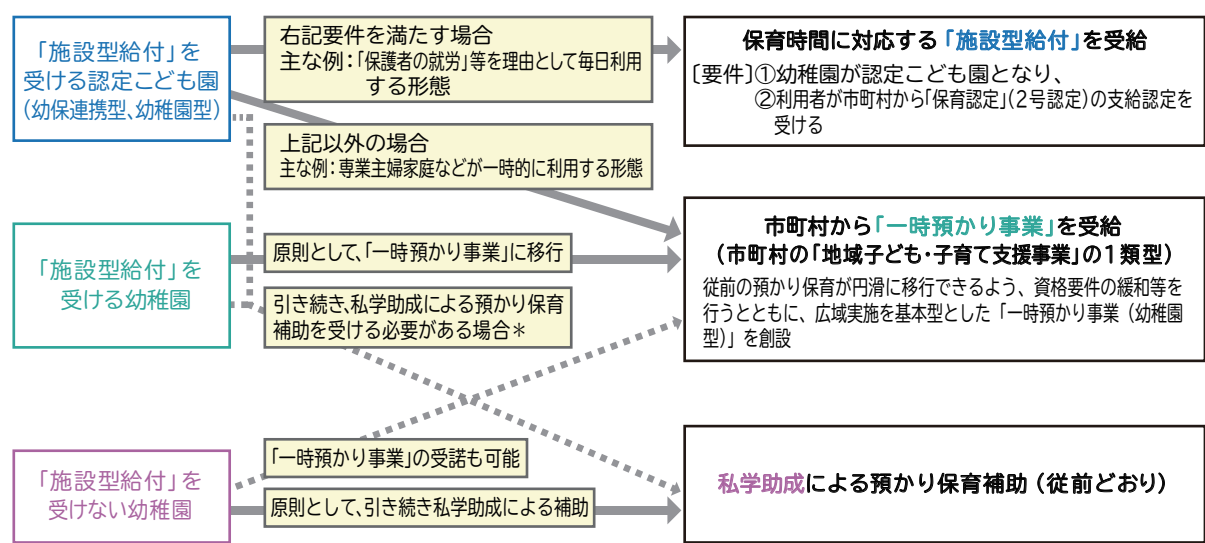 「施設型給付」を
受ける認定こども園
(幼保連携型、幼稚園型)
右記要件を満たす場合
主な例：「保護者の就労」等を理由として毎日利用
する形態
保育時間に対応する「施設型給付」を受給
〔要件〕①幼稚園が認定こども園となり、
②利用者が市町村から「保育認定」(2号認定)の支給認定を
受ける
上記以外の場合
主な例：専業主婦家庭などが一時的に利用する形態
「施設型給付」を
受ける幼稚園
原則として、「一時預かり事業」に移行
引き続き、私学助成による預かり保育
補助を受ける必要がある場合＊
市町村から「一時預かり事業」を受給
（市町村の「地域子ども・子育て支援事業」の１類型）
従前の預かり保育が円滑に移行できるよう、資格要件の緩和等を
行うとともに、広域実施を基本型とした「一時預かり事業（幼稚園
型）」を創設
「施設型給付」を
受けない幼稚園
「一時預かり事業」の受諾も可能
原則として、引き続き私学助成による補助
私学助成による預かり保育補助（従前どおり）